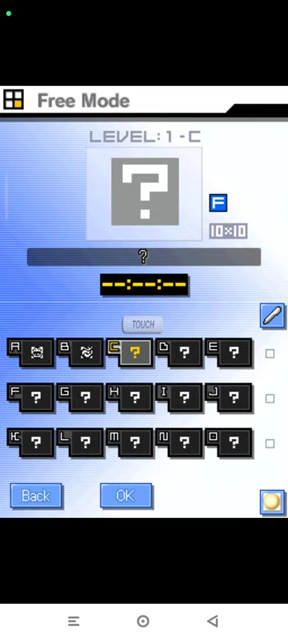 Free Mode
LEVEL: 1 - C
?
F
10×10
?
--:--:--
TOUCH
A B C ? D ? E ?
F ? G ? H ? I ? J ?
K ? L ? M ? N ? O ?
Back OK